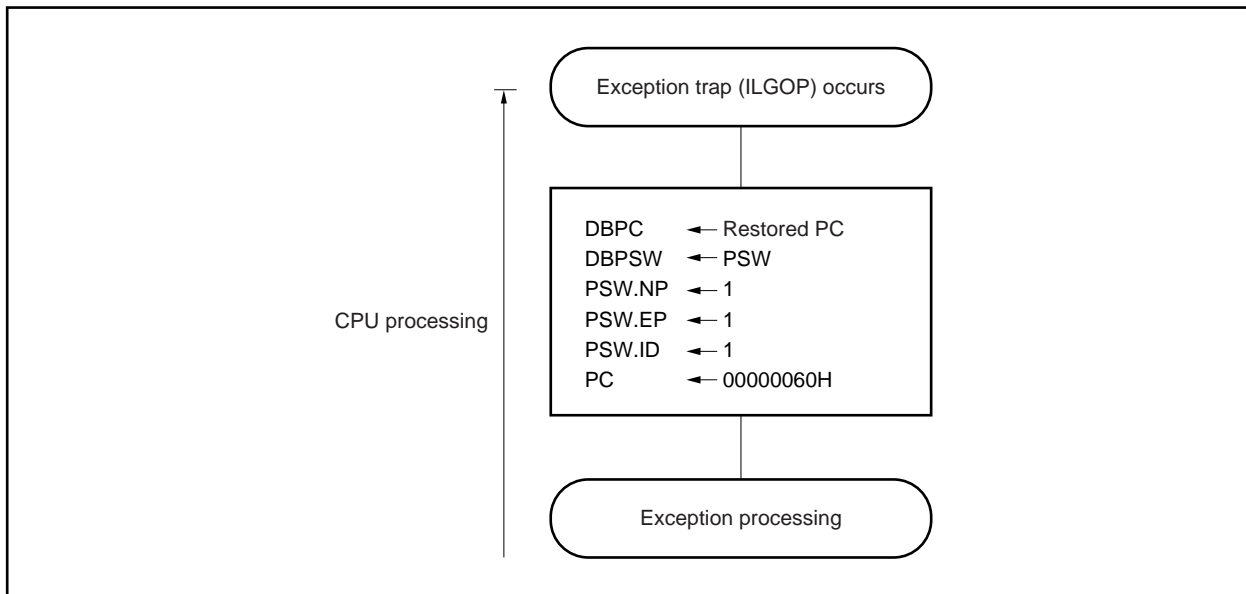 Exception trap (ILGOP) occurs
DBPC ← Restored PC
DBPSW ← PSW
PSW.NP ← 1
PSW.EP ← 1
PSW.ID ← 1
PC ← 00000060H
CPU processing
Exception processing